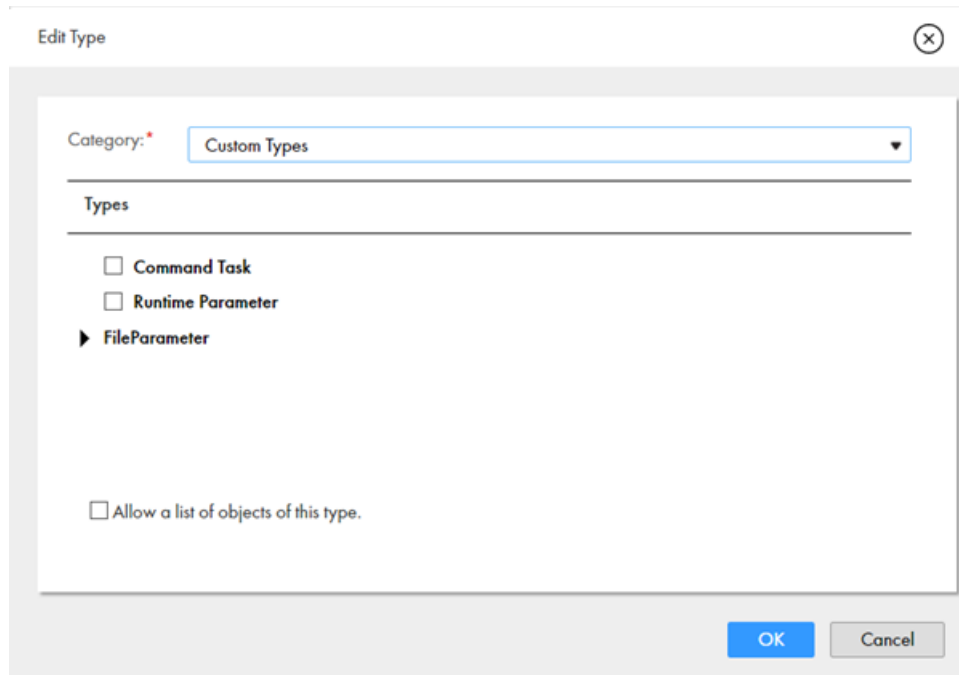 Edit Type
Category:* Custom Types
Types
Command Task
Runtime Parameter
FileParameter
Allow a list of objects of this type.
OK Cancel